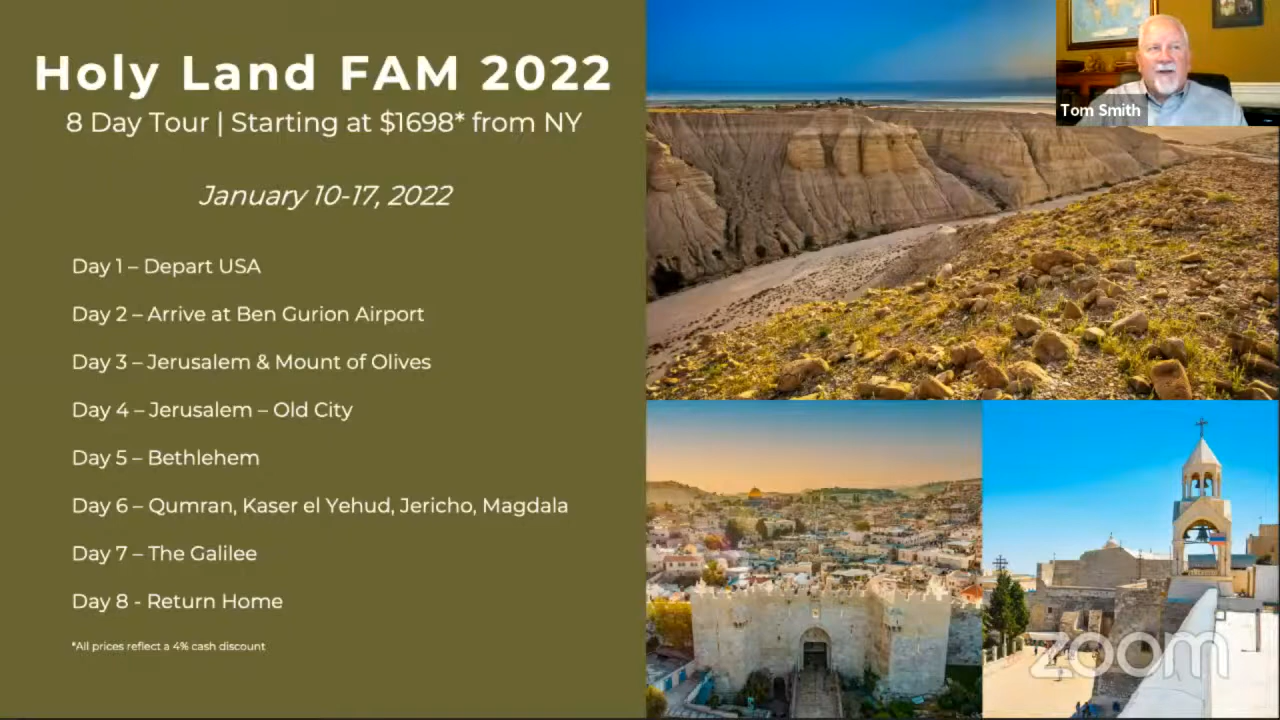 Holy Land FAM 2022
8 Day Tour | Starting at $1698* from NY
January 10-17, 2022
Day 1 – Depart USA
Day 2 – Arrive at Ben Gurion Airport
Day 3 – Jerusalem & Mount of Olives
Day 4 – Jerusalem – Old City
Day 5 – Bethlehem
Day 6 – Qumran, Kaser el Yehud, Jericho, Magdala
Day 7 – The Galilee
Day 8 - Return Home
*All prices reflect a 4% cash discount
Tom Smith
zoom